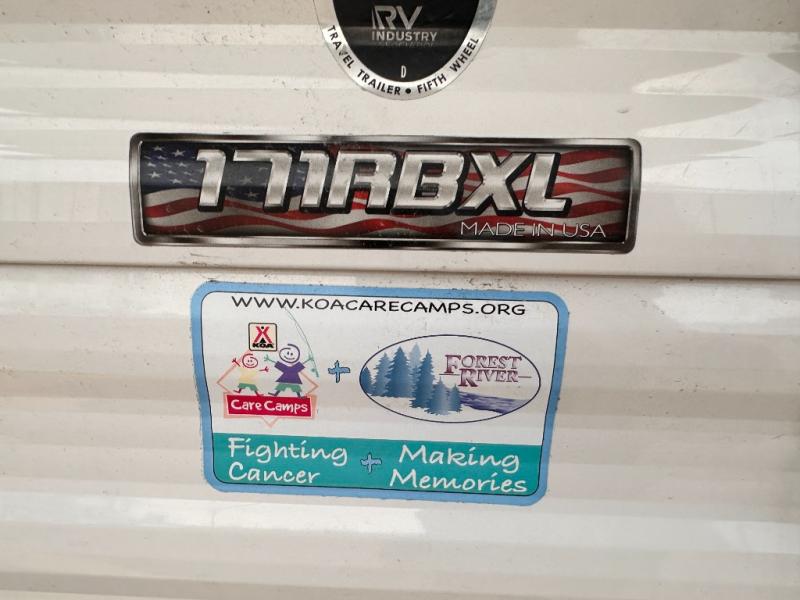 RV
INDUSTRY
ASSOCIATION
D
TRAVEL TRAILER • FIFTH WHEEL
171RBXL
MADE IN USA
WWW.KOACARECAMPS.ORG
KOA
Care Camps
+
FOREST
RIVER
Fighting + Making
Cancer Memories